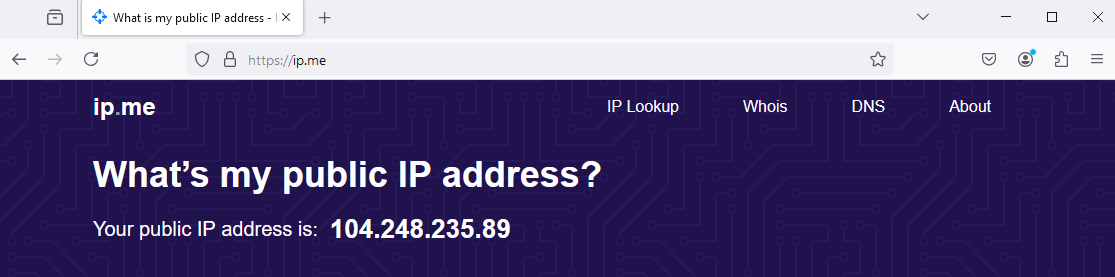 What is my public IP address -
https://ip.me
ip.me
IP Lookup
Whois
DNS
About
What's my public IP address?
Your public IP address is: 104.248.235.89